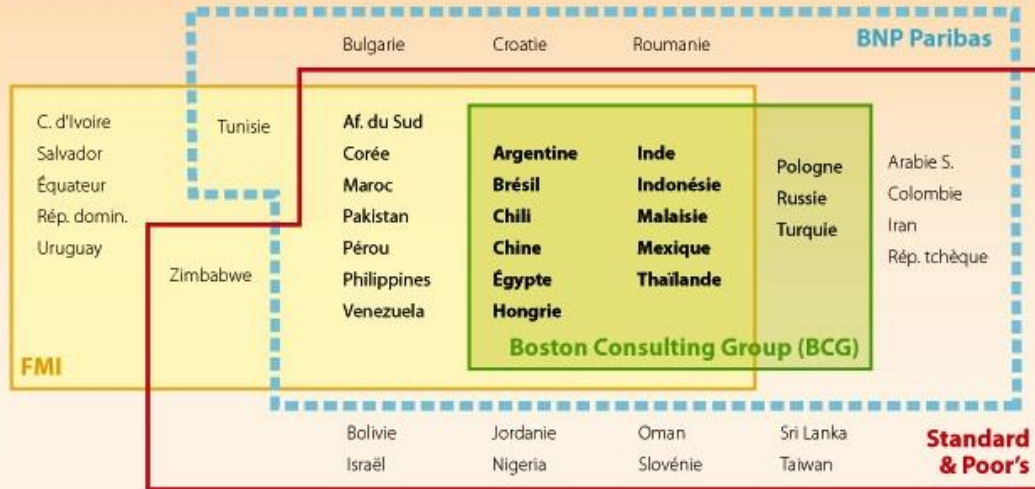 Bulgarie
Croatie
Roumanie
BNP Paribas
C. d'Ivoire
Salvador
Équateur
Rép. domin.
Uruguay
Tunisie
Zimbabwe
Af. du Sud
Corée
Maroc
Pakistan
Pérou
Philippines
Venezuela
Argentine
Brésil
Chili
Chine
Égypte
Hongrie
Inde
Indonésie
Malaisie
Mexique
Thaïlande
Pologne
Russie
Turquie
Arabie S.
Colombie
Iran
Rép. tchèque
Boston Consulting Group (BCG)
FMI
Bolivie
Israël
Jordanie
Nigeria
Oman
Slovénie
Sri Lanka
Taiwan
Standard
& Poor's